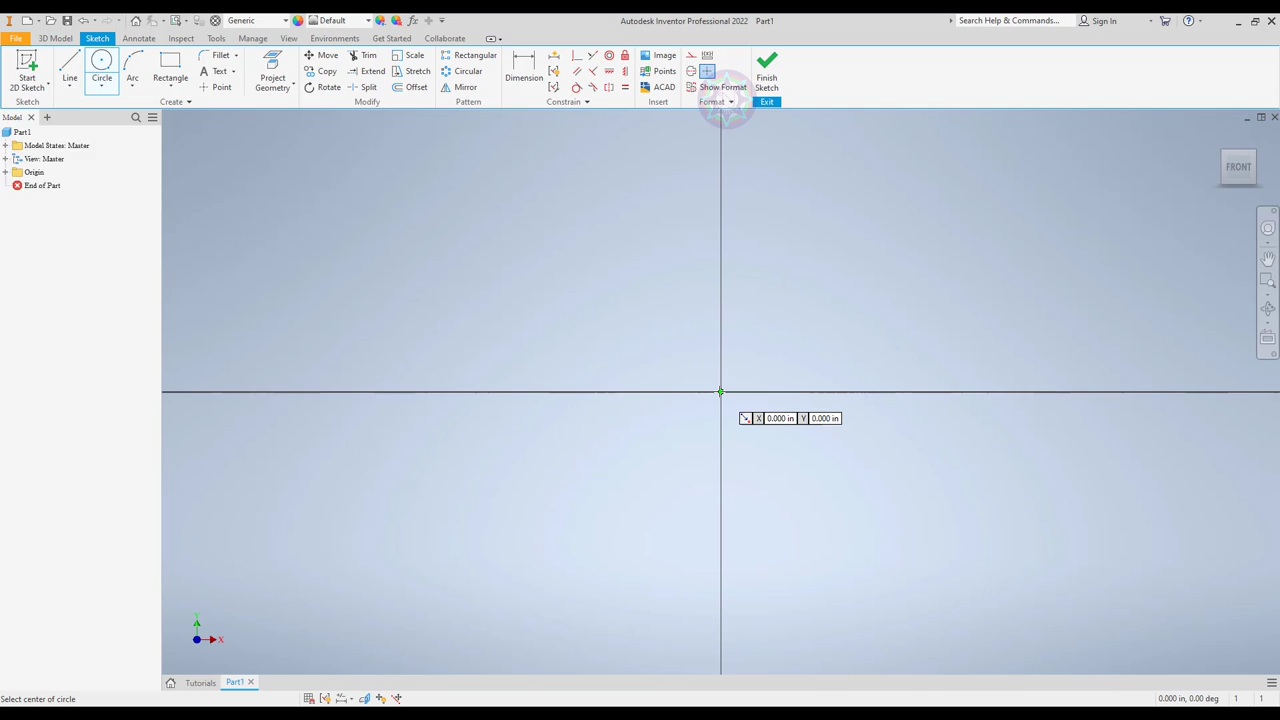 Generic
Default
Autodesk Inventor Professional 2022 Part1
Search Help & Commands...
Sign In
File 3D Model Sketch Annotate Inspect Tools Manage View Environments Get Started Collaborate
Start
2D Sketch
Line
Circle
Arc
Rectangle
Fillet
Text
Point
Project
Geometry
Move
Copy
Rotate
Trim
Extend
Split
Scale
Stretch
Offset
Rectangular
Circular
Mirror
Dimension
Image
Points
ACAD
Show Format
Finish
Sketch
Sketch Create Modify Pattern Constrain Insert Format Exit
Model
Part1
Model States: Master
View: Master
Origin
End of Part
FRONT
X 0.000 in Y 0.000 in
Y
X
Tutorials Part1
Select center of circle
0.000 in, 0.00 deg 1 1